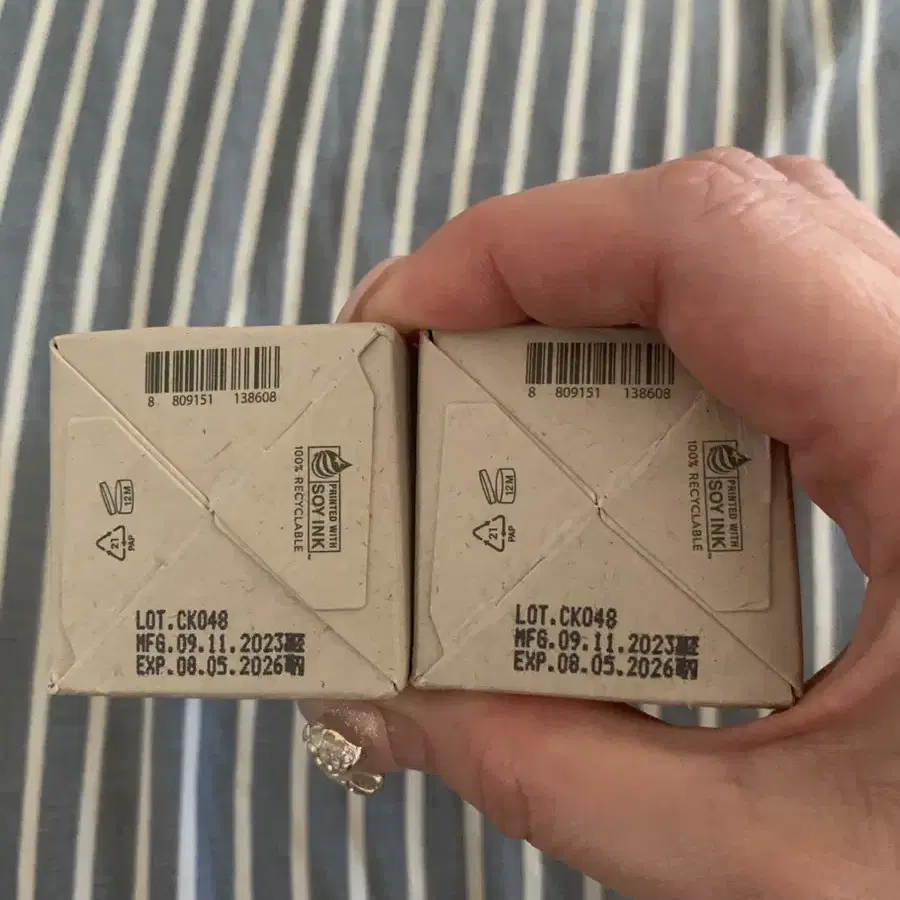 8 809151 138608
12M
21
PAP
PRINTED WITH
SOY INK
100% RECYCLABLE
LOT.CK048
MFG.09.11.2023
EXP.08.05.2026
8 809151 138608
12M
21
PAP
PRINTED WITH
SOY INK
100% RECYCLABLE
LOT.CK048
MFG.09.11.2023
EXP.08.05.2026